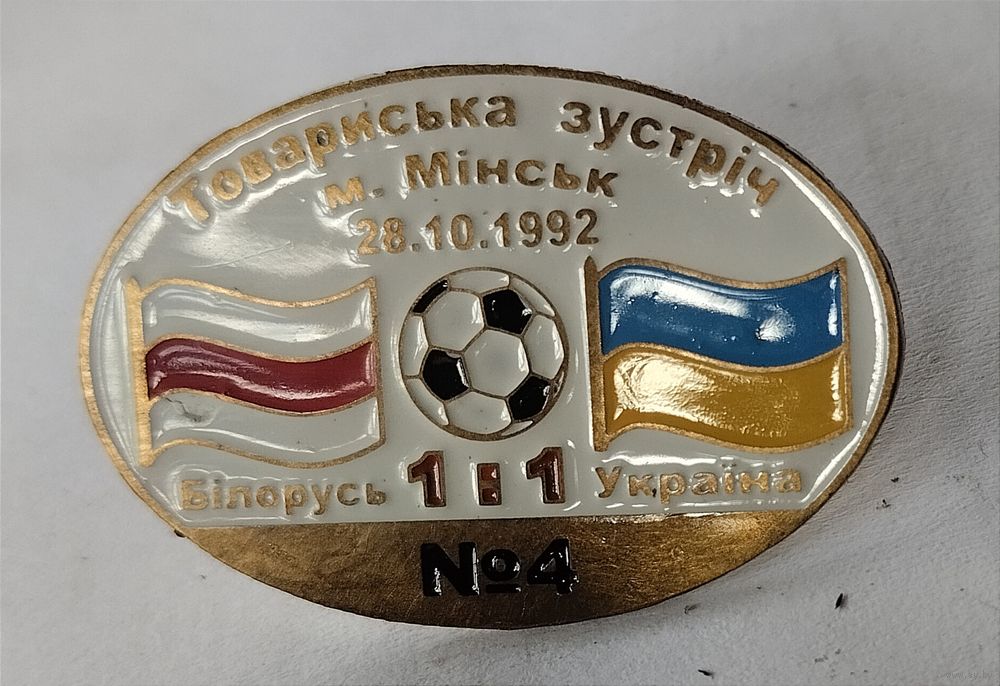 Товариська зустріч
м. Мінськ
28.10.1992
Білорусь 1:1 Україна
№4